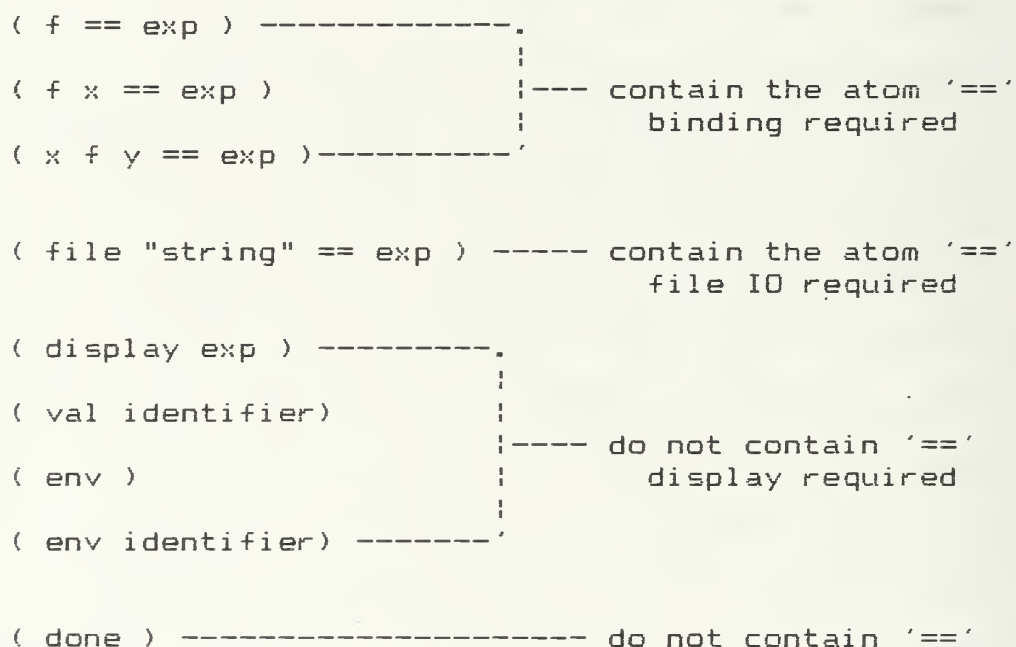 ( f == exp ) -------------.
( f x == exp ) |--- contain the atom '=='
binding required
( x f y == exp )----------'
( file "string" == exp ) ----- contain the atom '=='
file IO required
( display exp ) ---------.
( val identifier)
|---- do not contain '=='
( env ) display required
( env identifier) -------'
( done ) -------------------- do not contain '=='